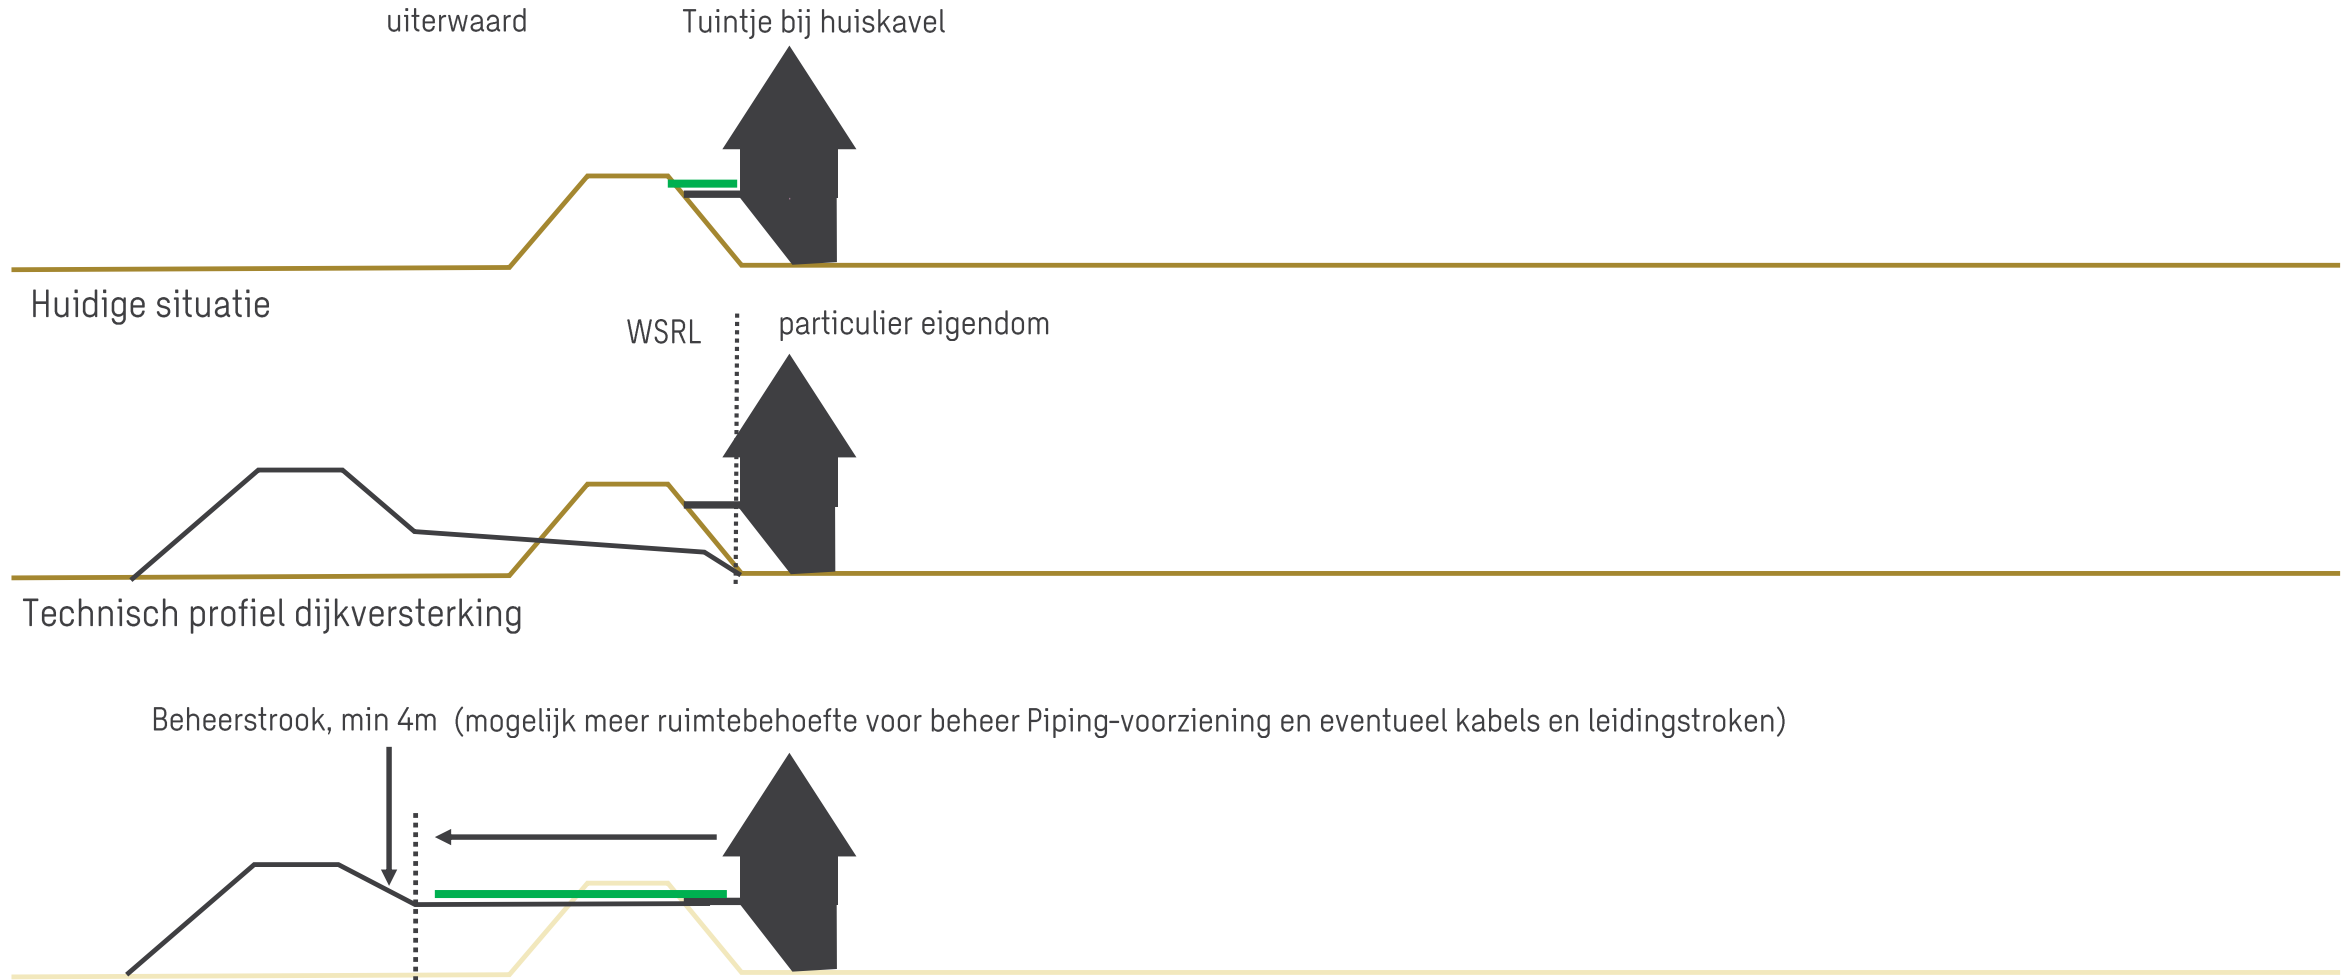 uiterwaard
Tuintje bij huiskavel
Huidige situatie
WSRL
particulier eigendom
Technisch profiel dijkversterking
Beheerstrook, min 4m (mogelijk meer ruimtebehoefte voor beheer Piping-voorziening en eventueel kabels en leidingstroken)